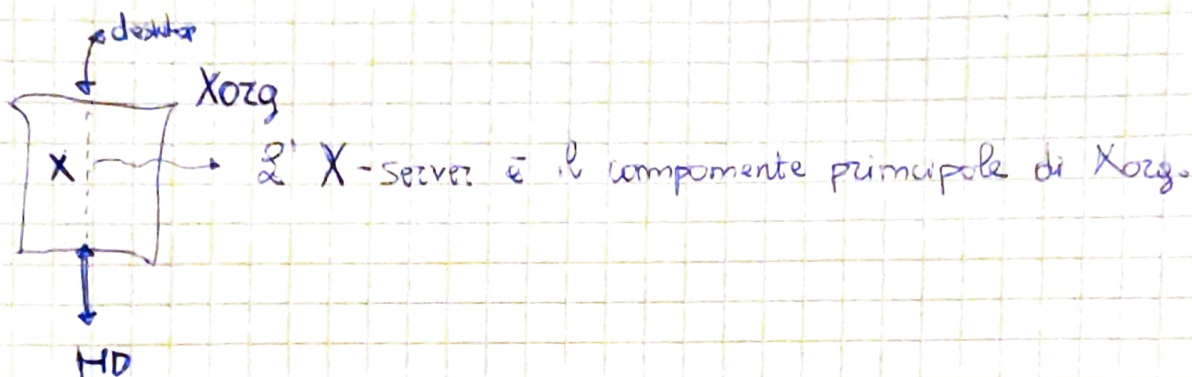 desktop
Xorg
X
L' X-server è il componente principale di Xorg.
HD